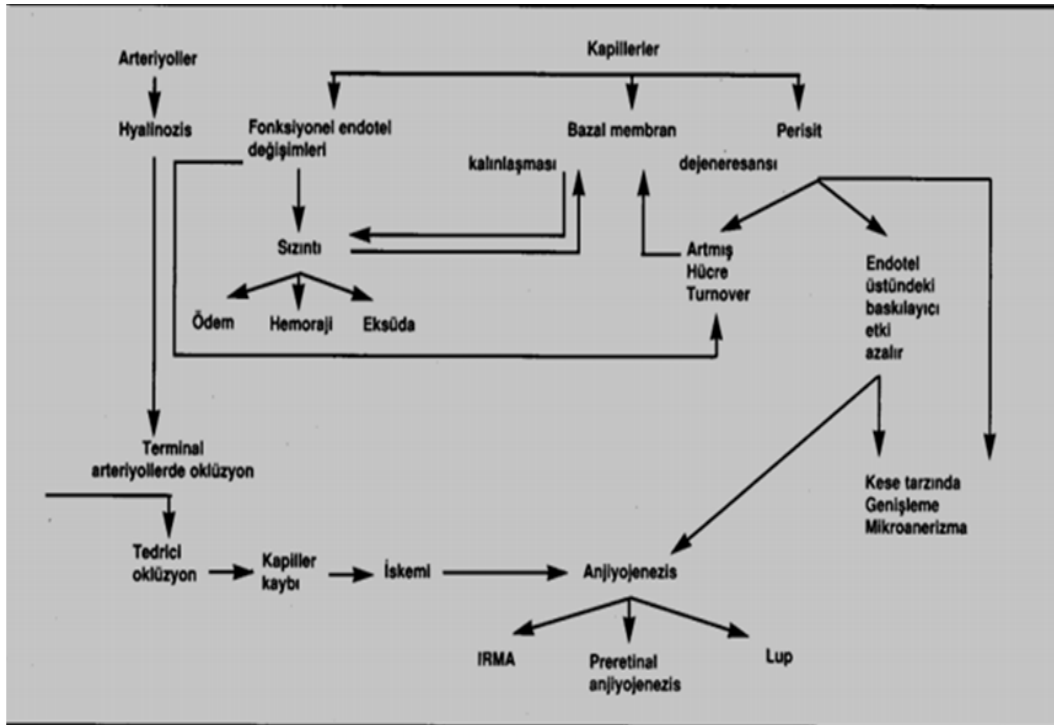 Arteriyoller
Kapillerler
Hyalinozis
Fonksiyonel endotel
değişimleri
Bazal membran
Perisit
kalınlaşması
dejeneresansı
Sızıntı
Artmış
Hücre
Turnover
Endotel
üstündeki
baskılayıcı
etki
azalır
Ödem
Hemoraji
Eksüda
Terminal
arteriyollerde oklüzyon
Kese tarzında
Genişleme
Mikroanerizma
Tedrici
oklüzyon
Kapiller
kaybı
İskemi
Anjiyojenezis
IRMA
Preretinal
anjiyojenezis
Lup